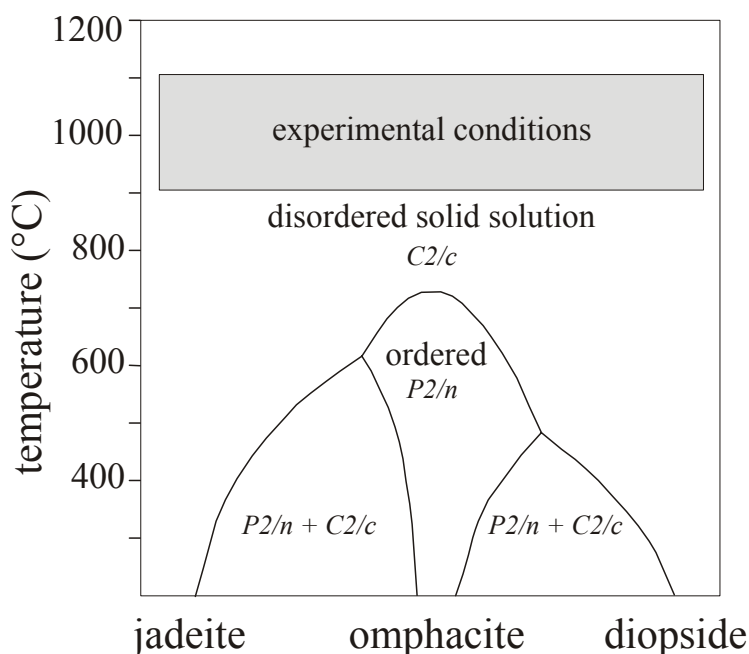 1200
1000
800
600
400
temperature (°C)
experimental conditions
disordered solid solution
C2/c
ordered
P2/n
P2/n + C2/c
P2/n + C2/c
jadeite
omphacite
diopside